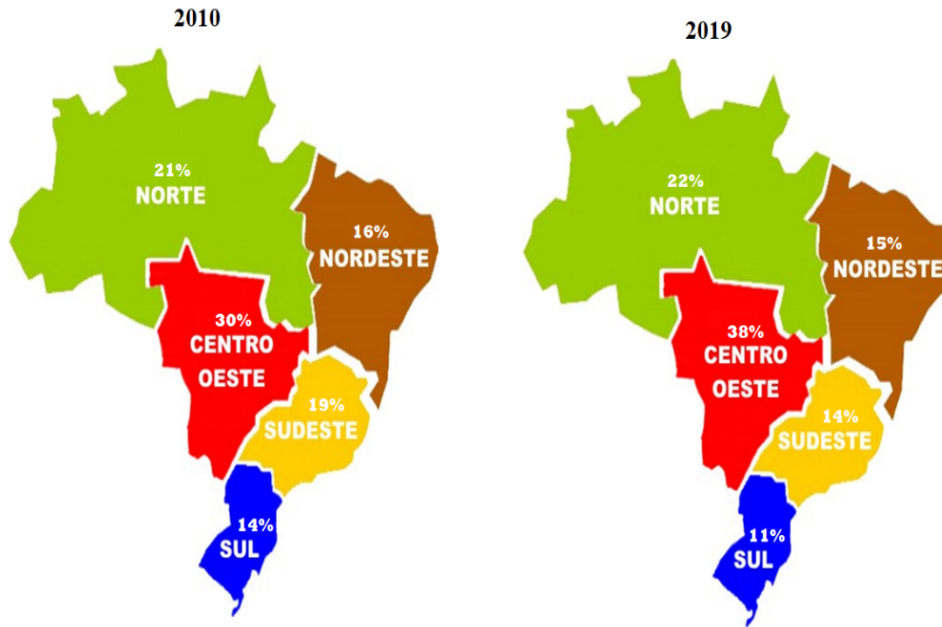 2010
21%
NORTE
16%
NORDESTE
30%
CENTRO
OESTE
19%
SUDESTE
14%
SUL
2019
22%
NORTE
15%
NORDESTE
38%
CENTRO
OESTE
14%
SUDESTE
11%
SUL